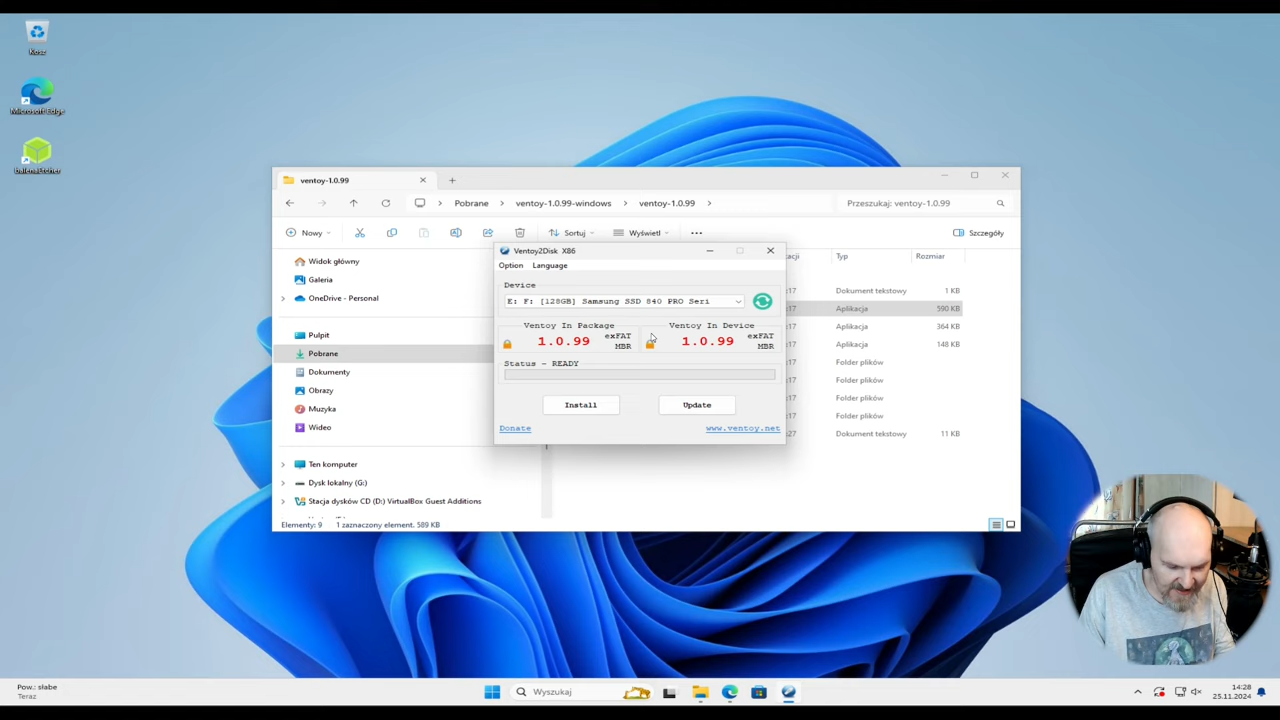 Kosz
Microsoft Edge
balenaEtcher
ventoy-1.0.99
Pobrane
ventoy-1.0.99-windows
ventoy-1.0.99
Przeszukaj: ventoy-1.0.99
Nowy
Sortuj
Wyświetl
Szczegóły
Widok główny
Galeria
OneDrive - Personal
Pulpit
Pobrane
Dokumenty
Obrazy
Muzyka
Wideo
Ten komputer
Dysk lokalny (G:)
Stacja dysków CD (D:) VirtualBox Guest Additions
Elementy: 9
1 zaznaczony element. 589 KB
Typ
Rozmiar
Dokument tekstowy
1 KB
Aplikacja
590 KB
Aplikacja
364 KB
Aplikacja
148 KB
Folder plików
Folder plików
Folder plików
Folder plików
Dokument tekstowy
11 KB
Ventoy2Disk X86
Option
Language
Device
E: F: [128GB] Samsung SSD 840 PRO Seri
Ventoy In Package
1.0.99
exFAT
MBR
Ventoy In Device
1.0.99
exFAT
MBR
Status - READY
Install
Update
Donate
www.ventoy.net
Pow.: słabe
Teraz
Wyszukaj
14:28
25.11.2024